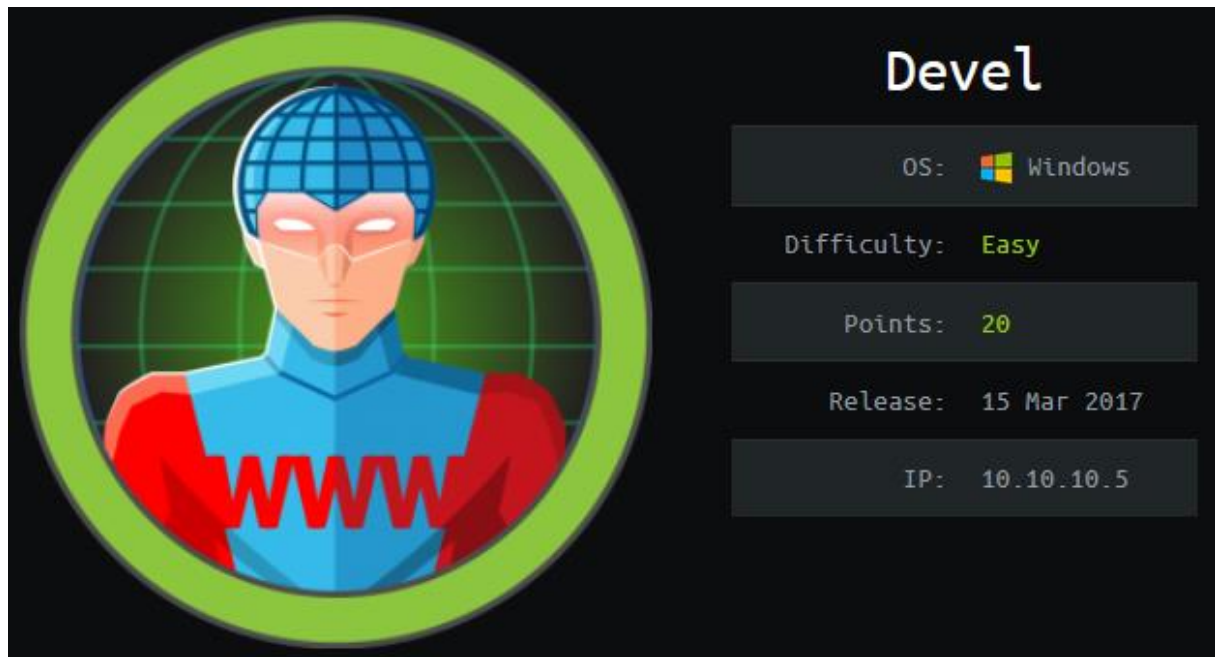 Devel
OS: Windows
Difficulty: Easy
Points: 20
Release: 15 Mar 2017
IP: 10.10.10.5
WWW